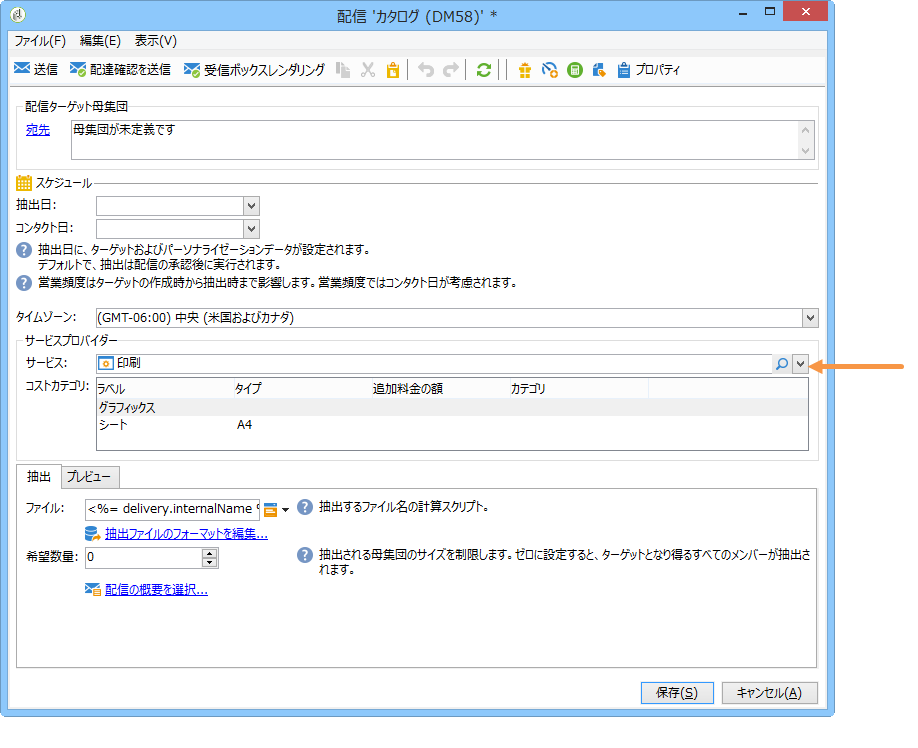 配信 'カタログ (DM58)' *
ファイル(F) 編集(E) 表示(V)
送信 配達確認を送信 受信ボックスレンダリング プロパティ
配信ターゲット母集団
宛先 母集団が未定義です
スケジュール
抽出日:
コンタクト日:
? 抽出日に、ターゲットおよびパーソナライゼーションデータが設定されます。
デフォルトで、抽出は配信の承認後に実行されます。
? 営業頻度はターゲットの作成時から抽出時まで影響します。営業頻度ではコンタクト日が考慮されます。
タイムゾーン: (GMT-06:00) 中央 (米国およびカナダ)
サービスプロバイダー
サービス: 印刷
コストカテゴリ: ラベル タイプ 追加料金の額 カテゴリ
グラフィックス
シート A4
抽出 プレビュー
ファイル: <%= delivery.internalName ? 抽出するファイル名の計算スクリプト。
抽出ファイルのフォーマットを編集...
希望数量: 0 ? 抽出される母集団のサイズを制限します。ゼロに設定すると、ターゲットとなり得るすべてのメンバーが抽出さ
れます。
配信の概要を選択...
保存(S) キャンセル(A)